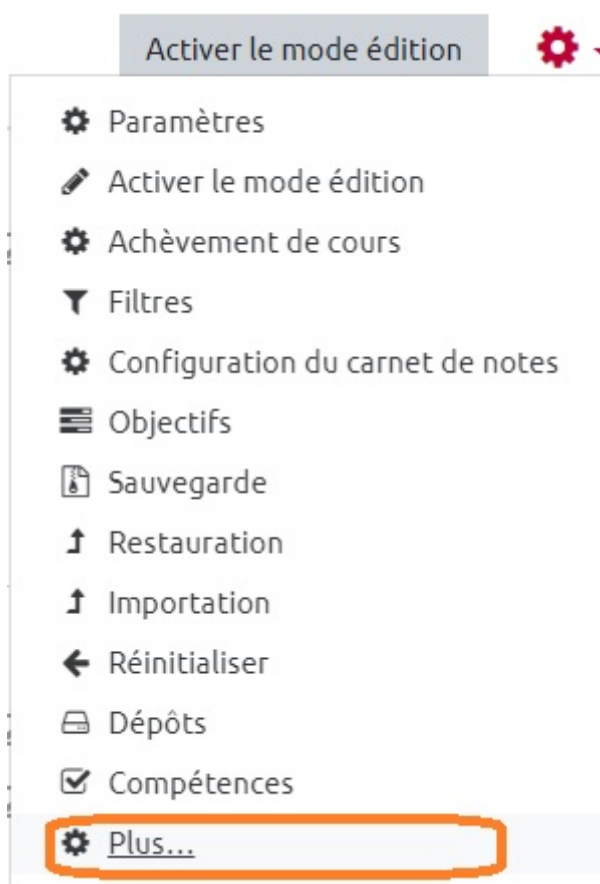 Activer le mode édition
Paramètres
Activer le mode édition
Achèvement de cours
Filtres
Configuration du carnet de notes
Objectifs
Sauvegarde
Restauration
Importation
Réinitialiser
Dépôts
Compétences
Plus...